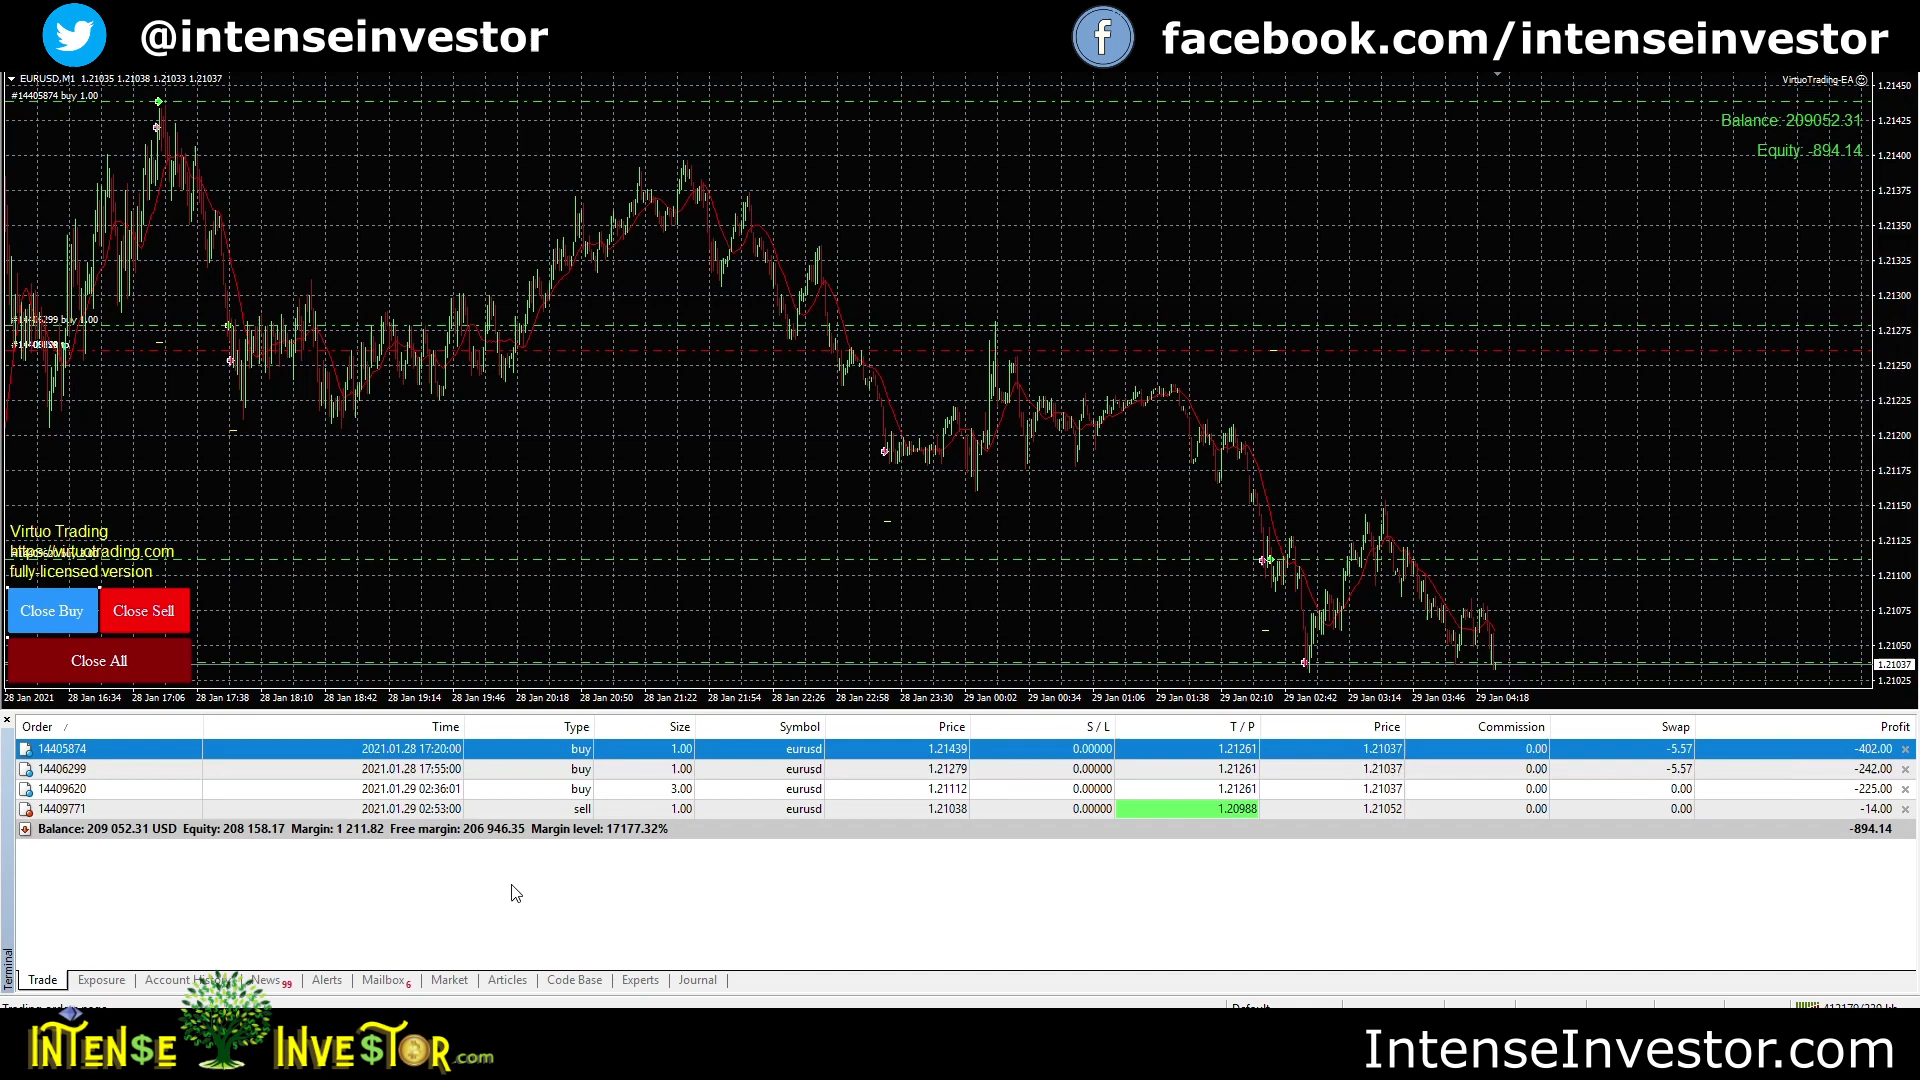 @intenseinvestor
facebook.com/intenseinvestor
EURUSD,M1 1.21035 1.21038 1.21033 1.21037
VirtuoTrading-EA
#14405874 buy 1.00
Balance: 209052.31
Equity: -894.14
1.21450
1.21425
1.21400
1.21375
1.21350
1.21325
1.21300
1.21275
1.21250
1.21225
1.21200
1.21175
1.21150
1.21125
1.21100
1.21075
1.21050
1.21037
1.21025
#14406299 buy 1.00
Virtuo Trading
https://virtuotrading.com
fully-licensed version
Close Buy Close Sell
Close All
28 Jan 2021 28 Jan 16:34 28 Jan 17:06 28 Jan 17:38 28 Jan 18:10 28 Jan 18:42 28 Jan 19:14 28 Jan 19:46 28 Jan 20:18 28 Jan 20:50 28 Jan 21:22 28 Jan 21:54 28 Jan 22:26 28 Jan 22:58 28 Jan 23:30 29 Jan 00:02 29 Jan 00:34 29 Jan 01:06 29 Jan 01:38 29 Jan 02:10 29 Jan 02:42 29 Jan 03:14 29 Jan 03:46 29 Jan 04:18
Order / Time Type Size Symbol Price S / L T / P Price Commission Swap Profit
14405874 2021.01.28 17:20:00 buy 1.00 eurusd 1.21439 0.00000 1.21261 1.21037 0.00 -5.57 -402.00
14406299 2021.01.28 17:55:00 buy 1.00 eurusd 1.21279 0.00000 1.21261 1.21037 0.00 -5.57 -242.00
14409620 2021.01.29 02:36:01 buy 3.00 eurusd 1.21112 0.00000 1.21261 1.21037 0.00 0.00 -225.00
14409771 2021.01.29 02:53:00 sell 1.00 eurusd 1.21038 0.00000 1.20988 1.21052 0.00 0.00 -14.00
Balance: 209 052.31 USD Equity: 208 158.17 Margin: 1 211.82 Free margin: 206 946.35 Margin level: 17177.32% -894.14
Terminal
Trade Exposure Account News 99 Alerts Mailbox 6 Market Articles Code Base Experts Journal
Default
INTEN$E INVE$TOR.com
IntenseInvestor.com